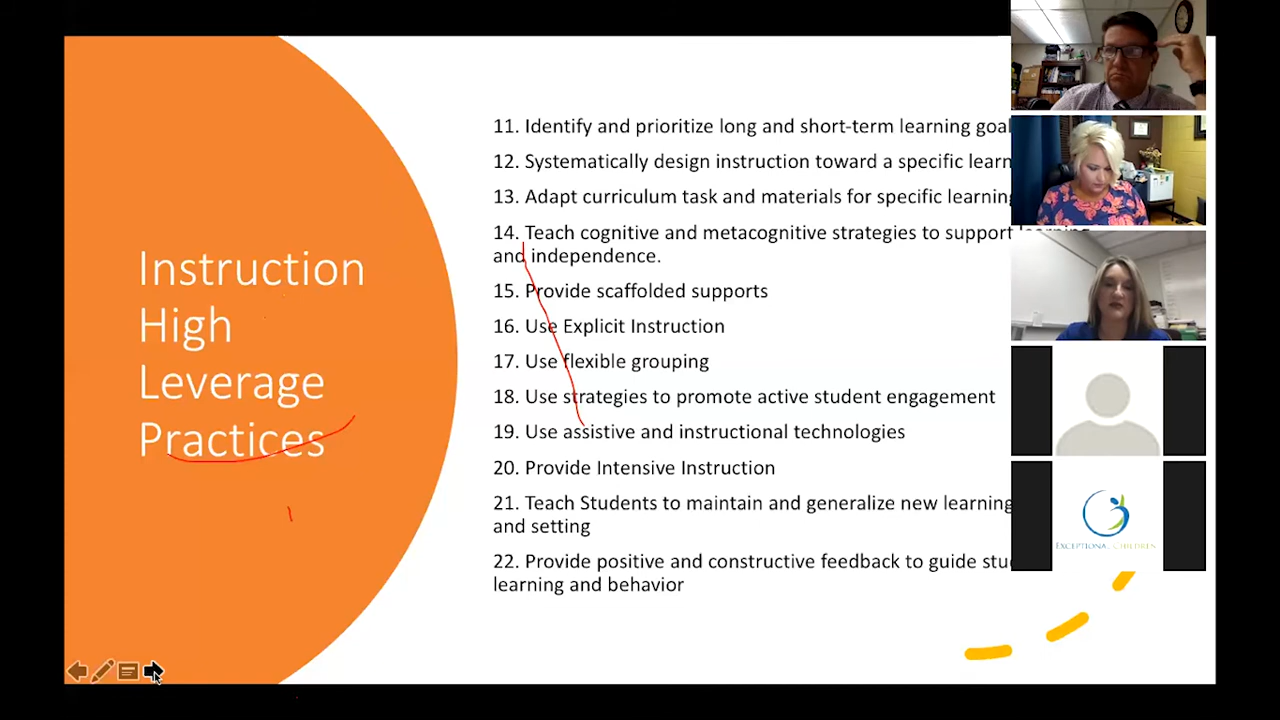 Instruction
High
Leverage
Practices
11. Identify and prioritize long and short-term learning goal
12. Systematically design instruction toward a specific learn
13. Adapt curriculum task and materials for specific learning
14. Teach cognitive and metacognitive strategies to support learning
and independence.
15. Provide scaffolded supports
16. Use Explicit Instruction
17. Use flexible grouping
18. Use strategies to promote active student engagement
19. Use assistive and instructional technologies
20. Provide Intensive Instruction
21. Teach Students to maintain and generalize new learning
and setting
22. Provide positive and constructive feedback to guide stu
learning and behavior
EXCEPTIONAL CHILDREN